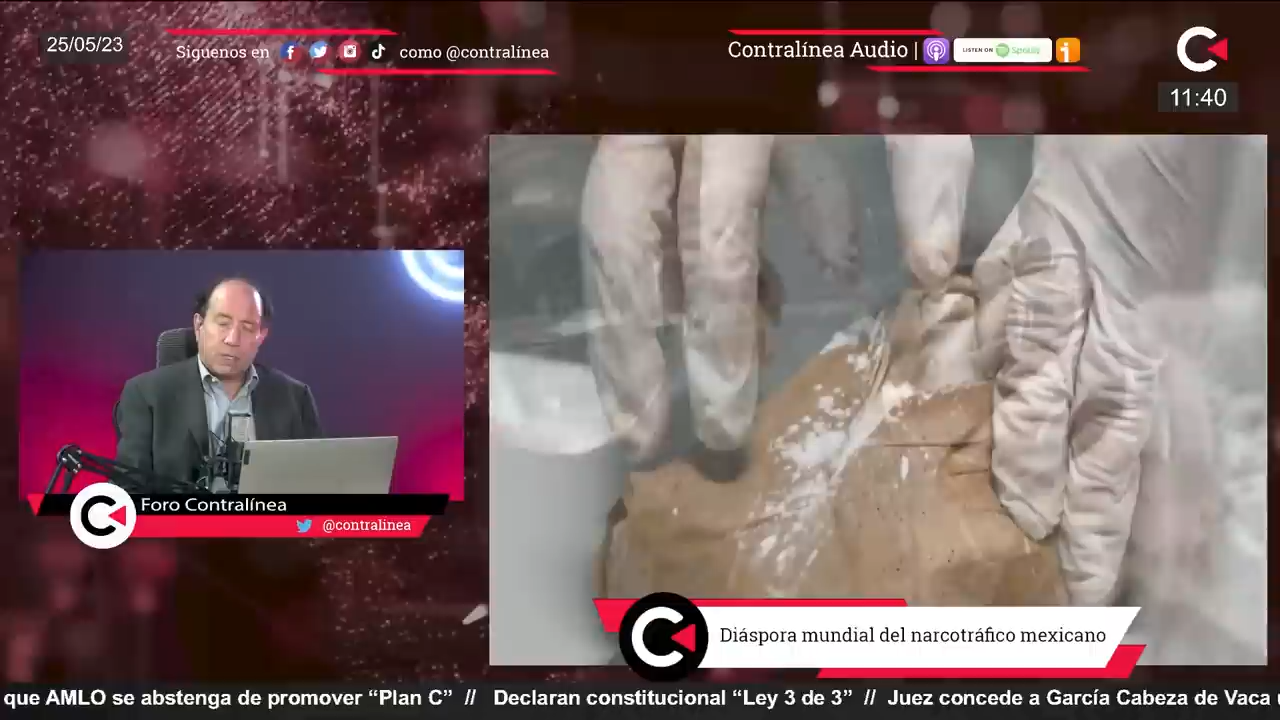 25/05/23
Siguenos en
como @contralínea
Contralínea Audio |
LISTEN ON Spotify
11:40
Foro Contralínea
@contralinea
Diáspora mundial del narcotráfico mexicano
que AMLO se abstenga de promover “Plan C” // Declaran constitucional “Ley 3 de 3” // Juez concede a García Cabeza de Vaca